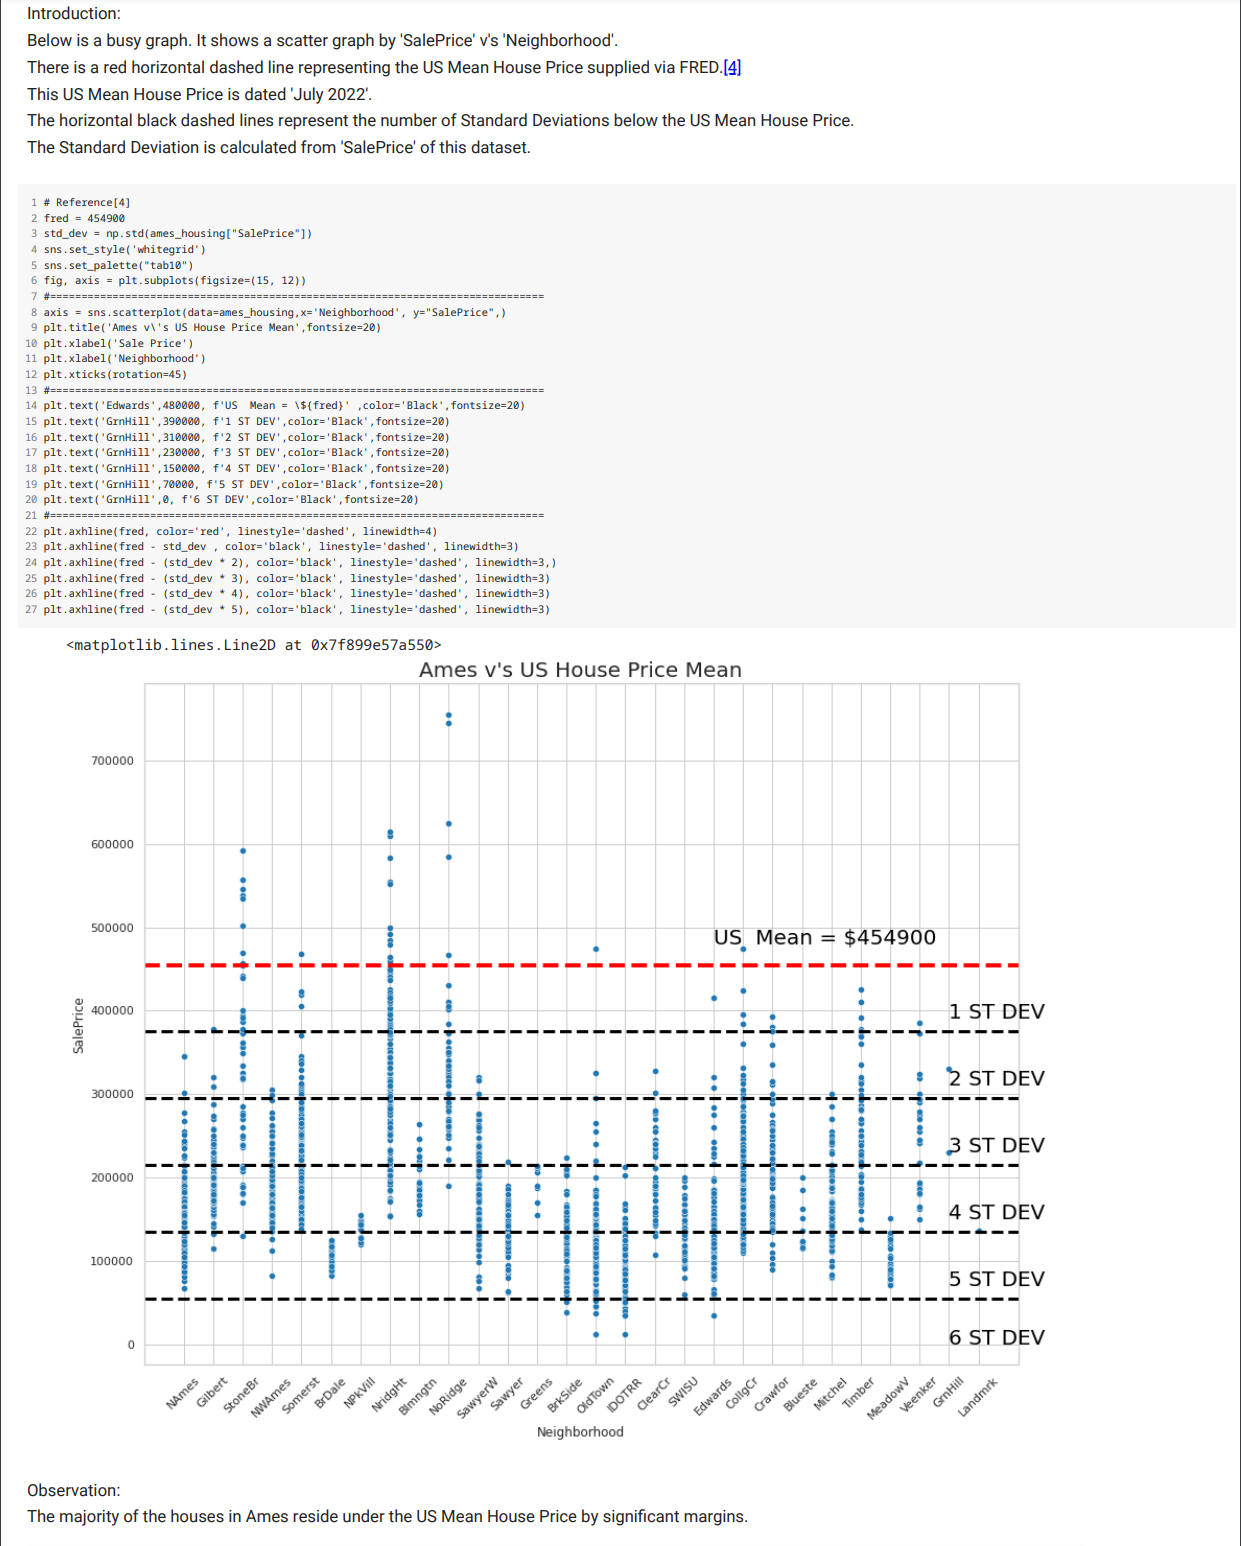 Introduction:
Below is a busy graph. It shows a scatter graph by 'SalePrice' v's 'Neighborhood'.
There is a red horizontal dashed line representing the US Mean House Price supplied via FRED.[4]
This US Mean House Price is dated 'July 2022'.
The horizontal black dashed lines represent the number of Standard Deviations below the US Mean House Price.
The Standard Deviation is calculated from 'SalePrice' of this dataset.
1 # Reference[4]
2 fred = 454900
3 std_dev = np.std(ames_housing["SalePrice"])
4 sns.set_style('whitegrid')
5 sns.set_palette("tab10")
6 fig, axis = plt.subplots(figsize=(15, 12))
7 #===============================================================================
8 axis = sns.scatterplot(data=ames_housing,x='Neighborhood', y="SalePrice",)
9 plt.title('Ames v\'s US House Price Mean',fontsize=20)
10 plt.xlabel('Sale Price')
11 plt.xlabel('Neighborhood')
12 plt.xticks(rotation=45)
13 #===============================================================================
14 plt.text('Edwards',480000, f'US  Mean = \${fred}' ,color='Black',fontsize=20)
15 plt.text('GrnHill',390000, f'1 ST DEV',color='Black',fontsize=20)
16 plt.text('GrnHill',310000, f'2 ST DEV',color='Black',fontsize=20)
17 plt.text('GrnHill',230000, f'3 ST DEV',color='Black',fontsize=20)
18 plt.text('GrnHill',150000, f'4 ST DEV',color='Black',fontsize=20)
19 plt.text('GrnHill',70000, f'5 ST DEV',color='Black',fontsize=20)
20 plt.text('GrnHill',0, f'6 ST DEV',color='Black',fontsize=20)
21 #===============================================================================
22 plt.axhline(fred, color='red', linestyle='dashed', linewidth=4)
23 plt.axhline(fred - std_dev , color='black', linestyle='dashed', linewidth=3)
24 plt.axhline(fred - (std_dev * 2), color='black', linestyle='dashed', linewidth=3,)
25 plt.axhline(fred - (std_dev * 3), color='black', linestyle='dashed', linewidth=3)
26 plt.axhline(fred - (std_dev * 4), color='black', linestyle='dashed', linewidth=3)
27 plt.axhline(fred - (std_dev * 5), color='black', linestyle='dashed', linewidth=3)
<matplotlib.lines.Line2D at 0x7f899e57a550>
Ames v's US House Price Mean
700000
600000
500000
US  Mean = $454900
400000
1 ST DEV
SalePrice
2 ST DEV
300000
3 ST DEV
200000
4 ST DEV
100000
5 ST DEV
0
6 ST DEV
NAmes
Gilbert
StoneBr
NWAmes
Somerst
BrDale
NPkVill
NridgHt
Blmngtn
NoRidge
SawyerW
Sawyer
Greens
BrkSide
OldTown
IDOTRR
ClearCr
SWISU
Edwards
CollgCr
Crawfor
Blueste
Mitchel
Timber
MeadowV
Veenker
GrnHill
Landmrk
Neighborhood
Observation:
The majority of the houses in Ames reside under the US Mean House Price by significant margins.